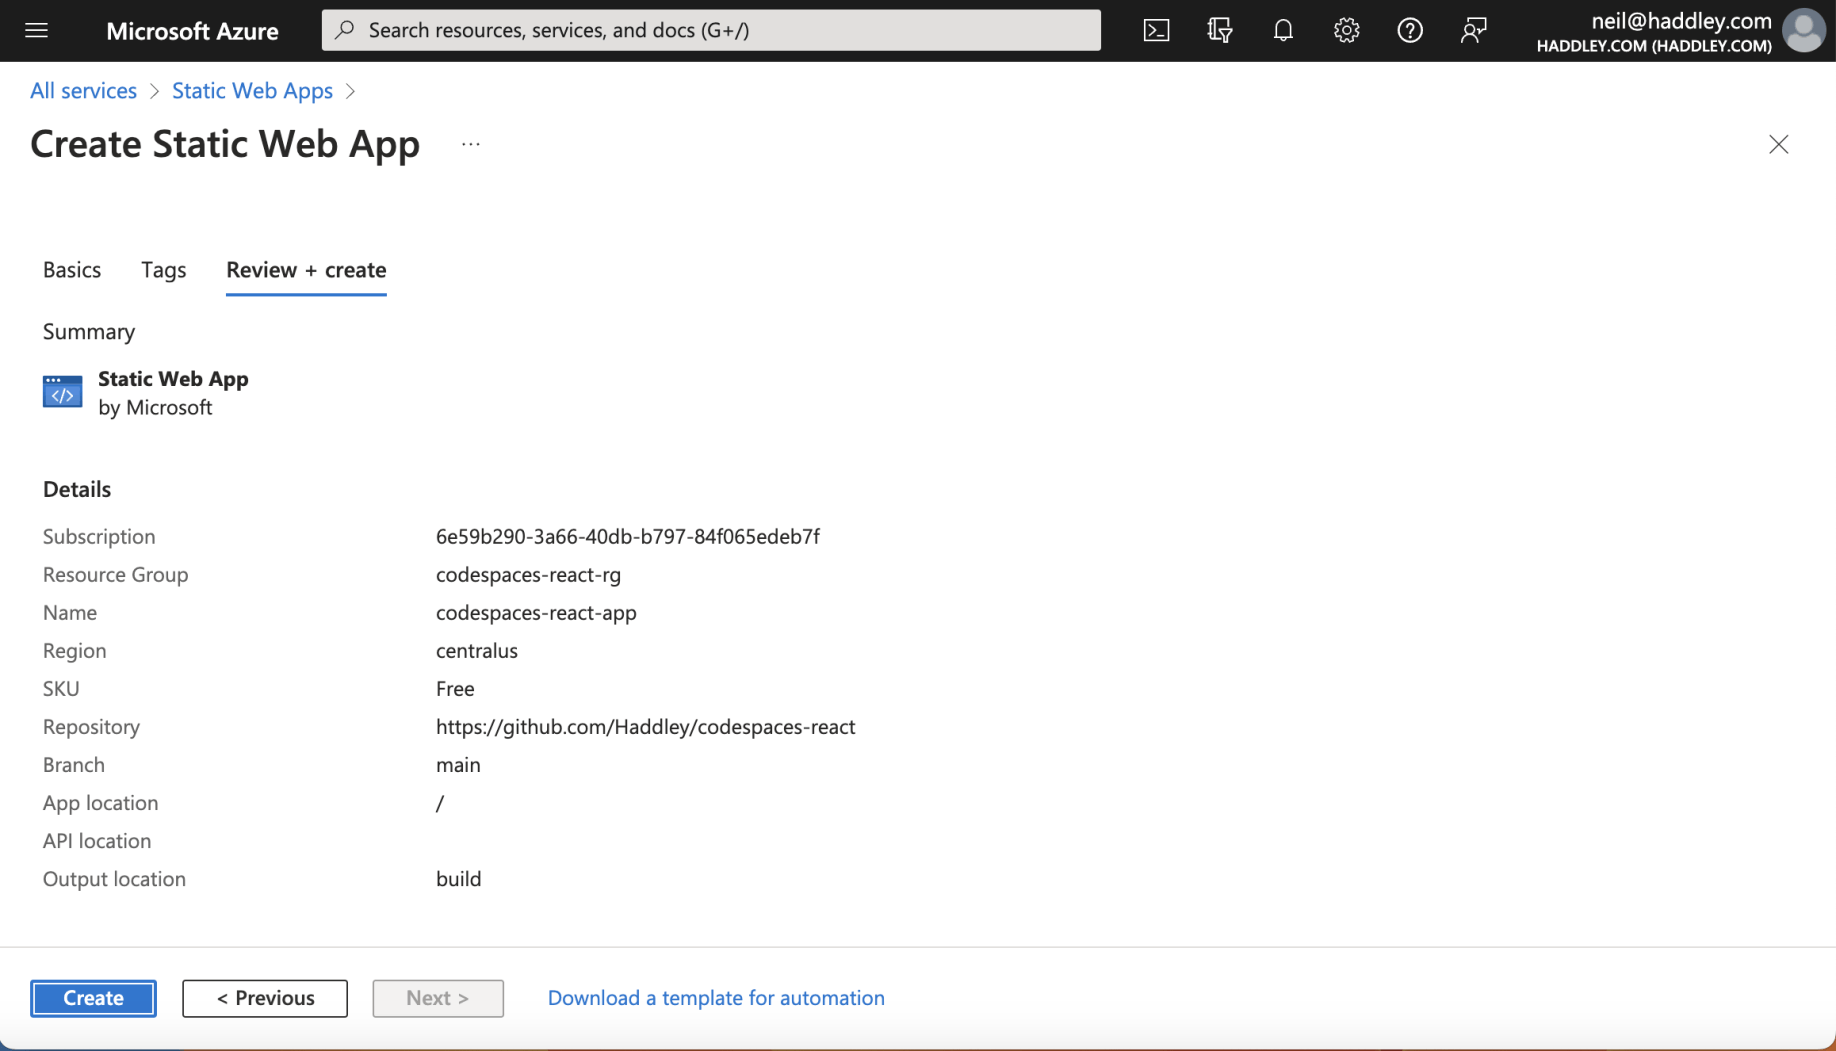 Microsoft Azure
Search resources, services, and docs (G+/)
neil@haddley.com
HADDLEY.COM (HADDLEY.COM)
All services > Static Web Apps >
Create Static Web App ...
Basics Tags Review + create
Summary
Static Web App
by Microsoft
Details
Subscription 6e59b290-3a66-40db-b797-84f065edeb7f
Resource Group codespaces-react-rg
Name codespaces-react-app
Region centralus
SKU Free
Repository https://github.com/Haddley/codespaces-react
Branch main
App location /
API location
Output location build
Create < Previous Next > Download a template for automation